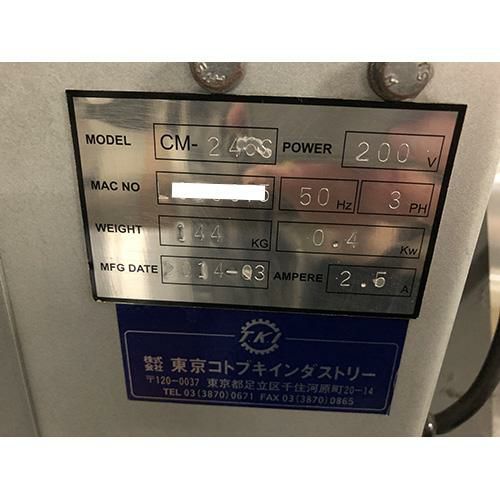 MODEL CM- POWER 200 V
MAC NO 50 Hz 3 PH
WEIGHT 144 KG 0.4 Kw
MFG DATE 2014-03 AMPERE 2.5 A
TKI
株式会社 東京コトブキインダストリー
〒120-0037 東京都足立区千住河原町20-14
TEL 03(3870)0671 FAX 03(3870)0865